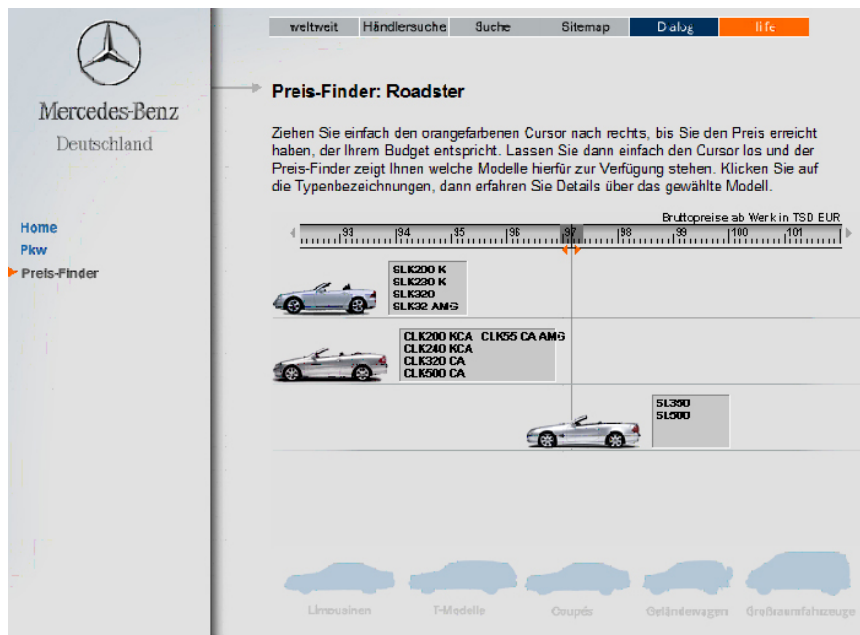 weltweit Händlersuche Suche Sitemap Dialog life
Mercedes-Benz
Deutschland
Home
Pkw
Preis-Finder
Preis-Finder: Roadster
Ziehen Sie einfach den orangefarbenen Cursor nach rechts, bis Sie den Preis erreicht
haben, der Ihrem Budget entspricht. Lassen Sie dann einfach den Cursor los und der
Preis-Finder zeigt Ihnen welche Modelle hierfür zur Verfügung stehen. Klicken Sie auf
die Typenbezeichnungen, dann erfahren Sie Details über das gewählte Modell.
Bruttopreise ab Werk in TSD EUR
93 94 95 96 97 98 99 100 101
SLK200 K
SLK230 K
SLK320
SLK32 AMG
CLK200 KCA CLK55 CA AMG
CLK240 KCA
CLK320 CA
CLK500 CA
SL350
SL500
Limousinen T-Modelle Coupés Geländewagen Großraumfahrzeuge